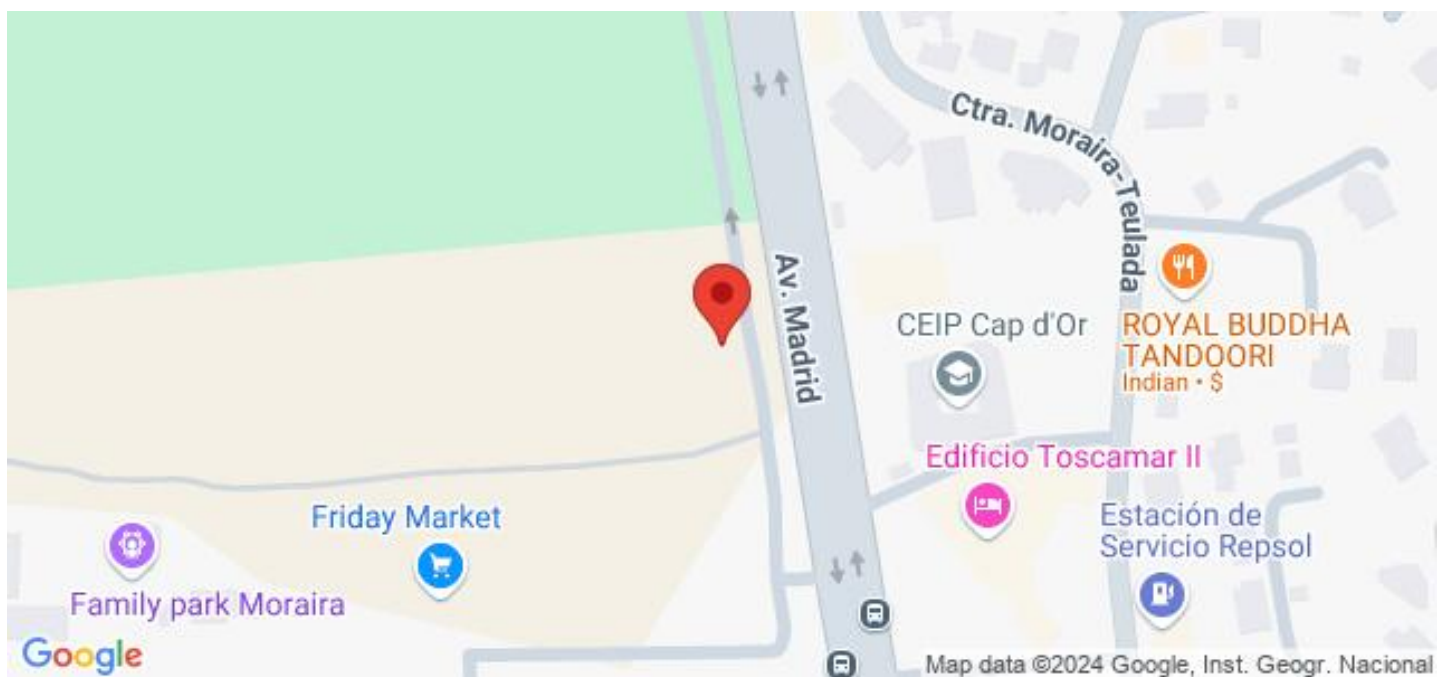 Ctra. Moraira-Teulada
Av. Madrid
CEIP Cap d'Or
ROYAL BUDDHA
TANDOORI
Indian • $
Edificio Toscamar II
Friday Market
Estación de
Servicio Repsol
Family park Moraira
Google
Map data ©2024 Google, Inst. Geogr. Nacional